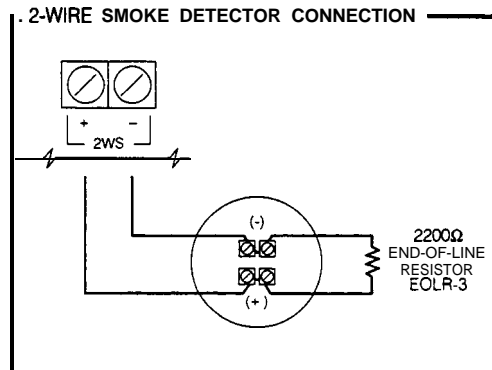 . 2-WIRE SMOKE DETECTOR CONNECTION
+ -
2WS
(-)
(+)
2200Ω
END-OF-LINE
RESISTOR
EOLR-3